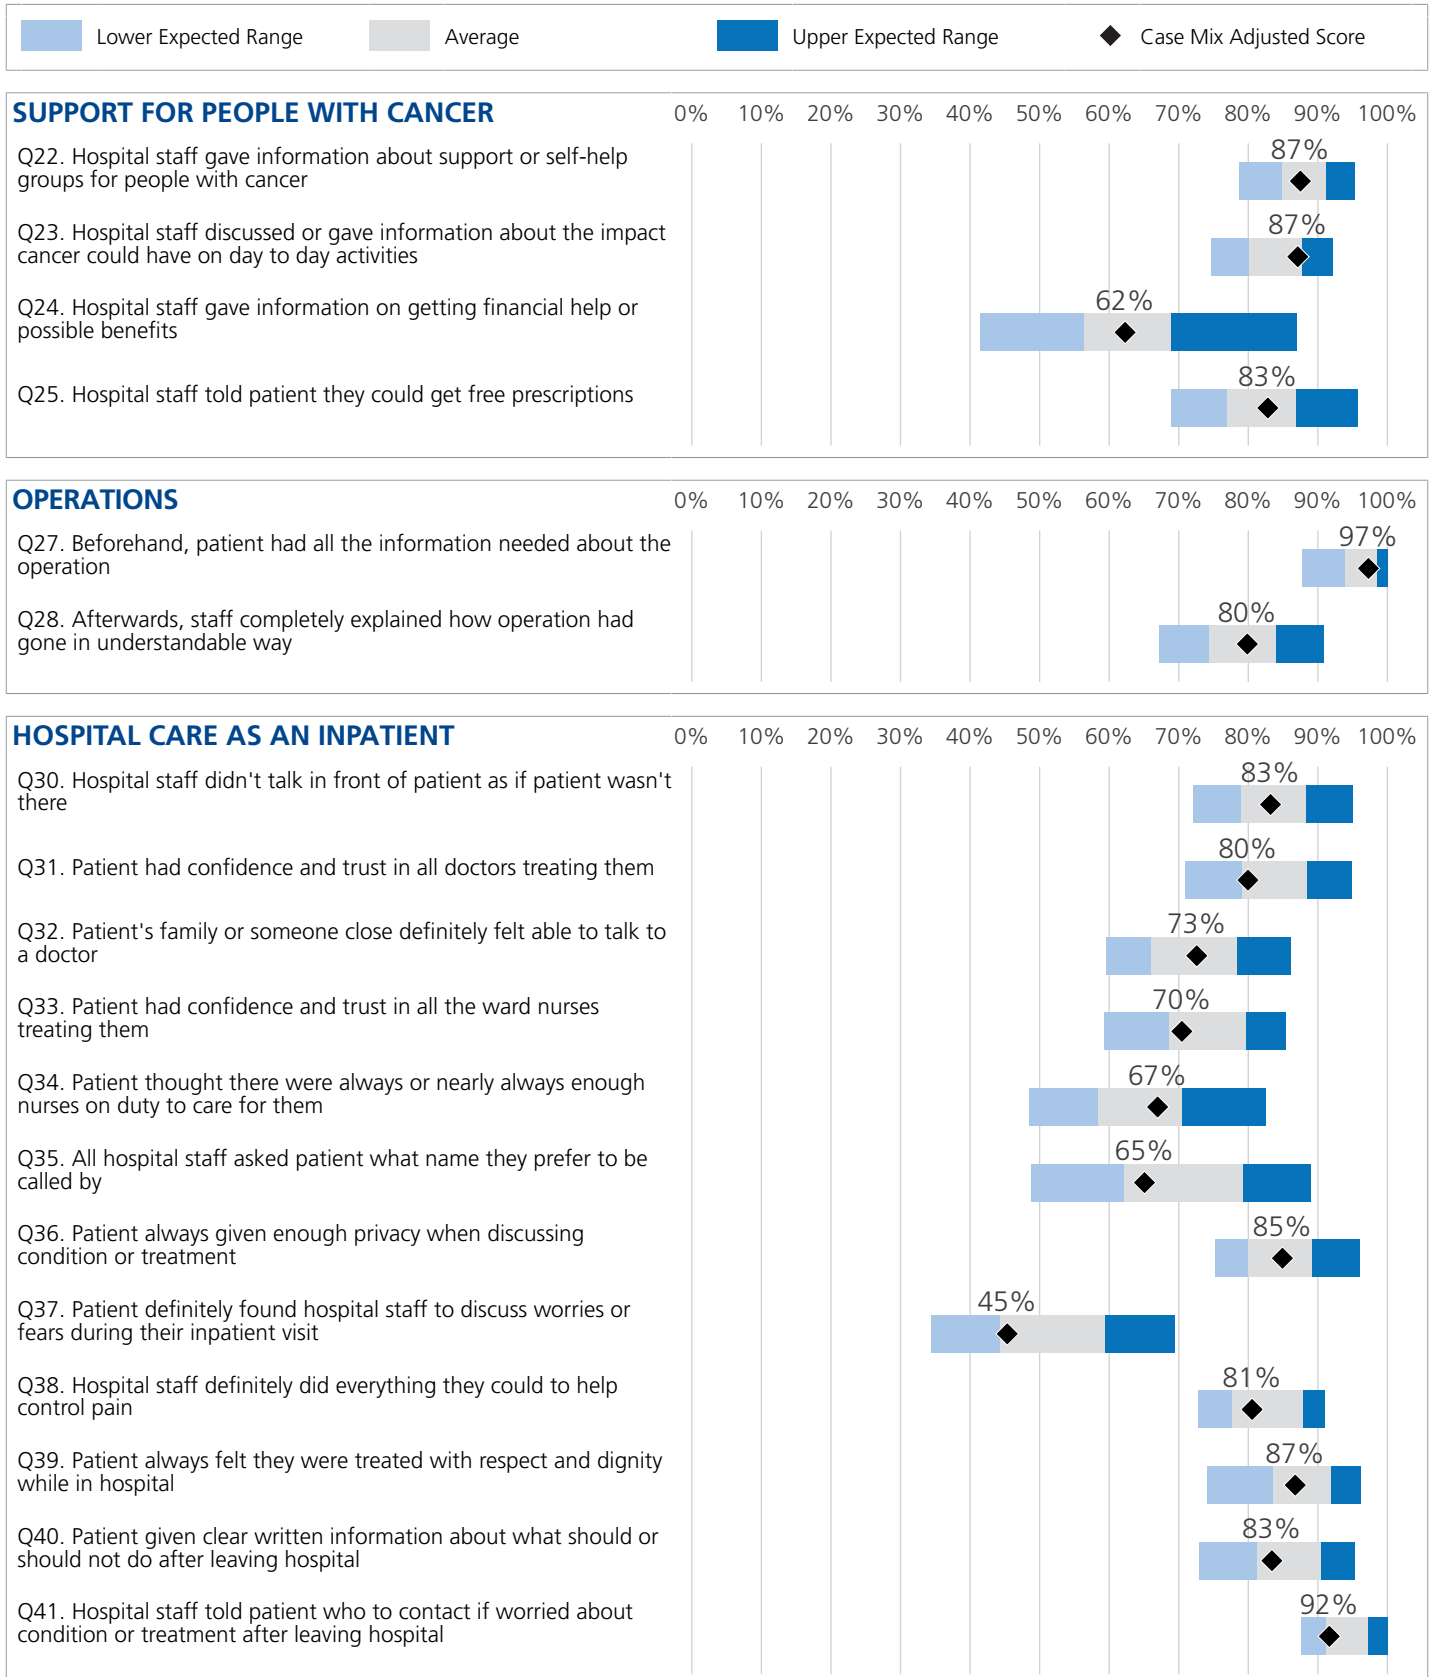 Lower Expected Range Average Upper Expected Range Case Mix Adjusted Score
SUPPORT FOR PEOPLE WITH CANCER 0% 10% 20% 30% 40% 50% 60% 70% 80% 90% 100%
Q22. Hospital staff gave information about support or self-help
groups for people with cancer
87%
Q23. Hospital staff discussed or gave information about the impact
cancer could have on day to day activities
87%
Q24. Hospital staff gave information on getting financial help or
possible benefits
62%
Q25. Hospital staff told patient they could get free prescriptions
83%
OPERATIONS 0% 10% 20% 30% 40% 50% 60% 70% 80% 90% 100%
Q27. Beforehand, patient had all the information needed about the
operation
97%
Q28. Afterwards, staff completely explained how operation had
gone in understandable way
80%
HOSPITAL CARE AS AN INPATIENT 0% 10% 20% 30% 40% 50% 60% 70% 80% 90% 100%
Q30. Hospital staff didn't talk in front of patient as if patient wasn't
there
83%
Q31. Patient had confidence and trust in all doctors treating them
80%
Q32. Patient's family or someone close definitely felt able to talk to
a doctor
73%
Q33. Patient had confidence and trust in all the ward nurses
treating them
70%
Q34. Patient thought there were always or nearly always enough
nurses on duty to care for them
67%
Q35. All hospital staff asked patient what name they prefer to be
called by
65%
Q36. Patient always given enough privacy when discussing
condition or treatment
85%
Q37. Patient definitely found hospital staff to discuss worries or
fears during their inpatient visit
45%
Q38. Hospital staff definitely did everything they could to help
control pain
81%
Q39. Patient always felt they were treated with respect and dignity
while in hospital
87%
Q40. Patient given clear written information about what should or
should not do after leaving hospital
83%
Q41. Hospital staff told patient who to contact if worried about
condition or treatment after leaving hospital
92%